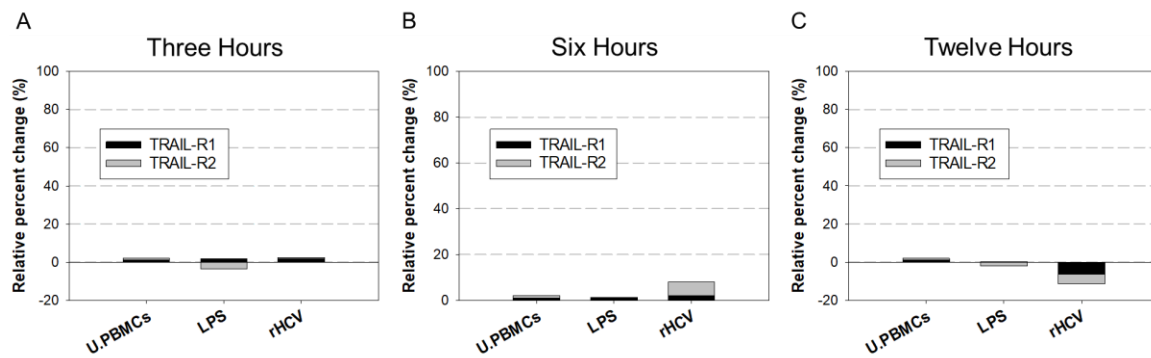 A
Three Hours
Relative percent change (%)
100
80
60
40
20
0
-20
TRAIL-R1
TRAIL-R2
U.PBMCs
LPS
rHCV
B
Six Hours
Relative percent change (%)
100
80
60
40
20
0
TRAIL-R1
TRAIL-R2
U.PBMCs
LPS
rHCV
C
Twelve Hours
Relative percent change (%)
100
80
60
40
20
0
-20
TRAIL-R1
TRAIL-R2
U.PBMCs
LPS
rHCV